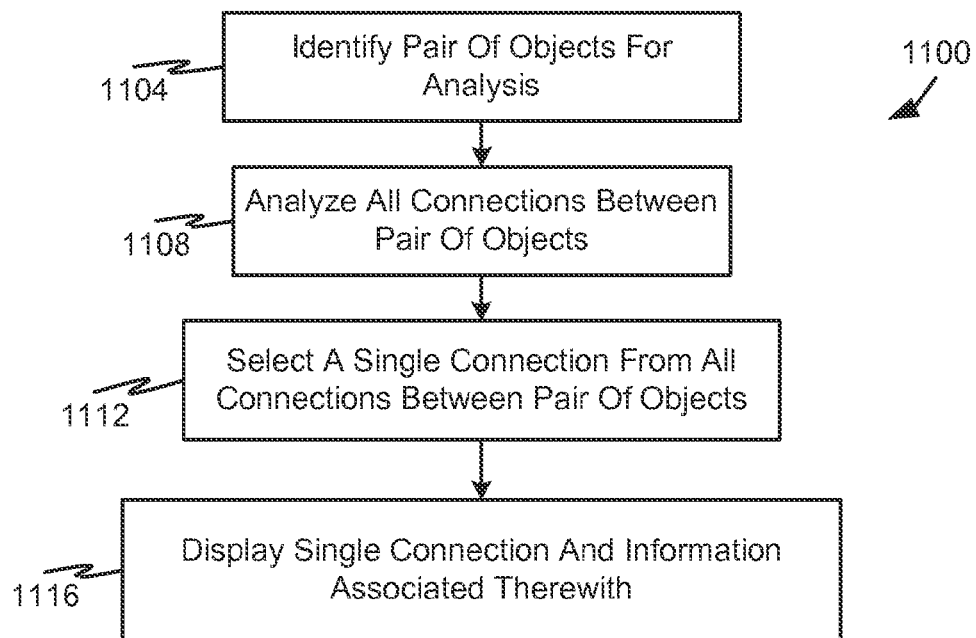 Identify Pair Of Objects For
Analysis
1100
1104
Analyze All Connections Between
Pair Of Objects
1108
Select A Single Connection From All
Connections Between Pair Of Objects
1112
Display Single Connection And Information
Associated Therewith
1116